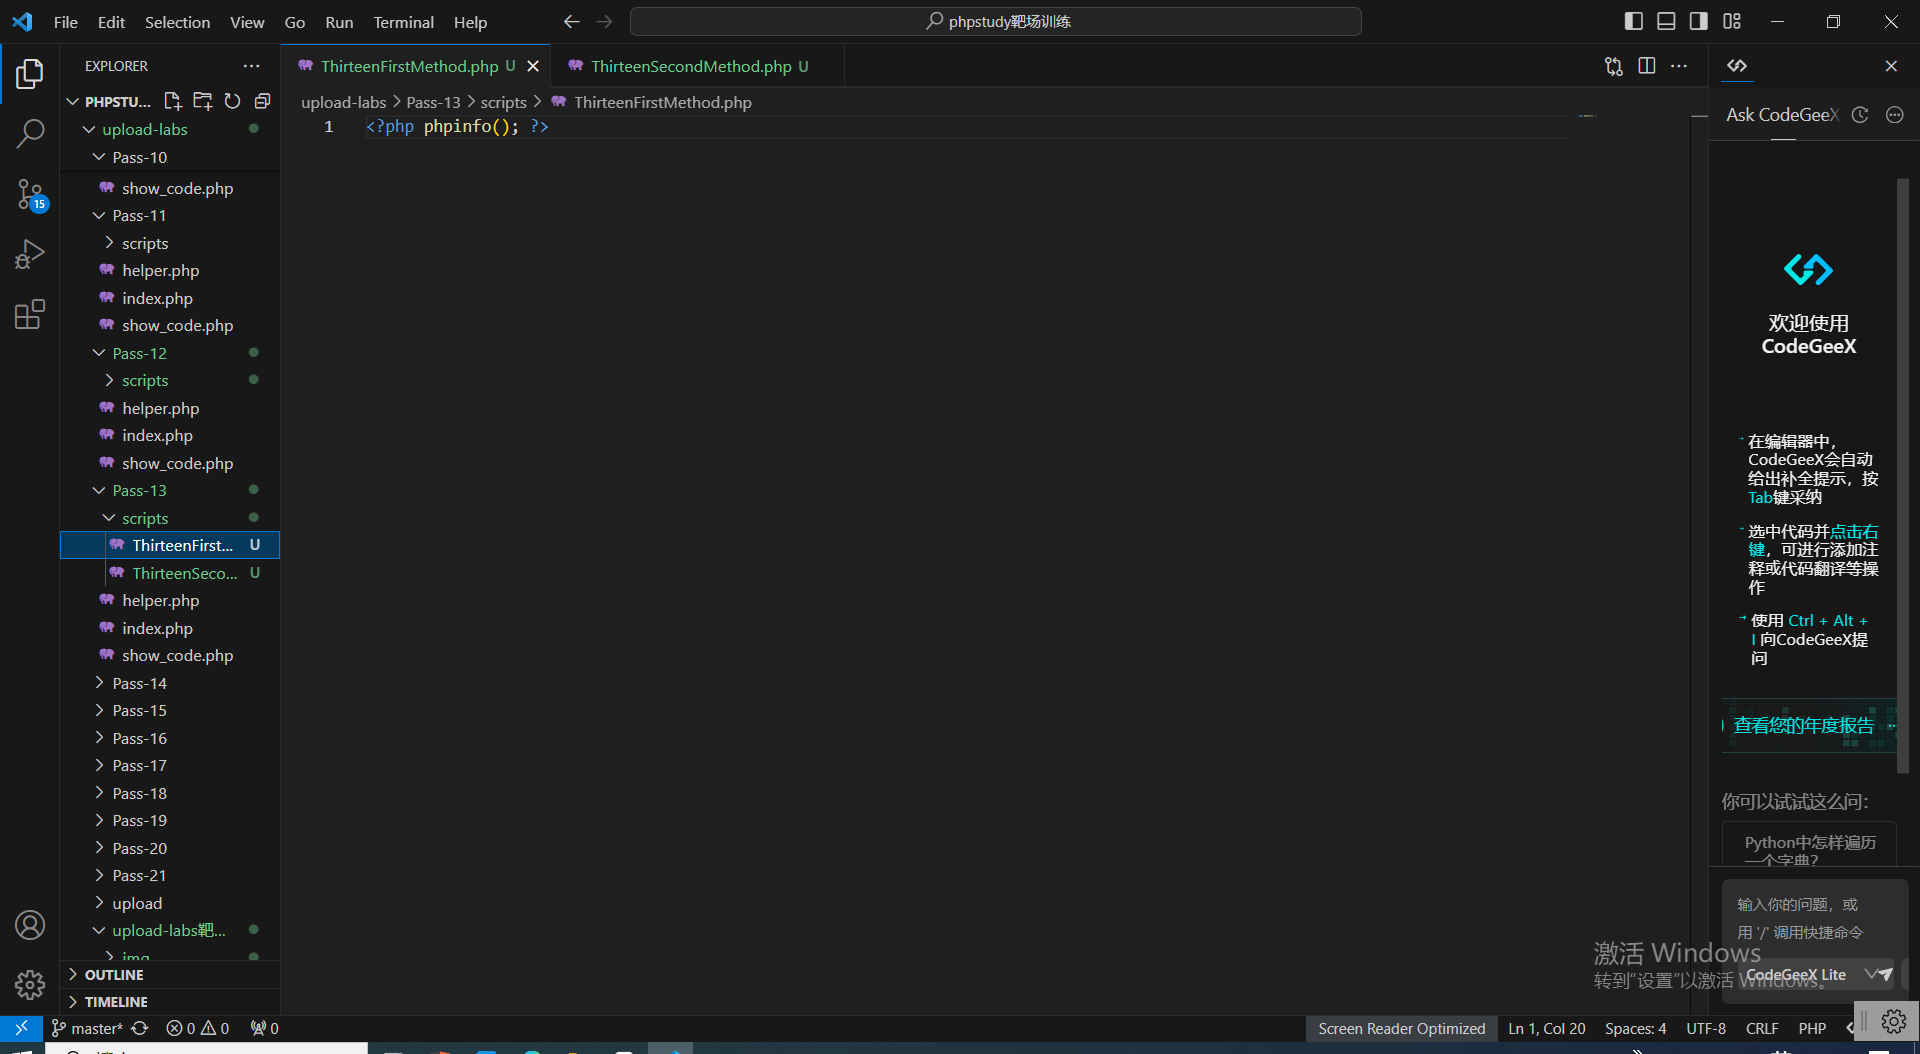 File Edit Selection View Go Run Terminal Help
phpstudy靶场训练
EXPLORER
PHPSTU...
upload-labs
Pass-10
show_code.php
Pass-11
scripts
helper.php
index.php
show_code.php
Pass-12
scripts
helper.php
index.php
show_code.php
Pass-13
scripts
ThirteenFirst... U
ThirteenSeco... U
helper.php
index.php
show_code.php
Pass-14
Pass-15
Pass-16
Pass-17
Pass-18
Pass-19
Pass-20
Pass-21
upload
upload-labs靶...
img
OUTLINE
TIMELINE
15
ThirteenFirstMethod.php U
ThirteenSecondMethod.php U
upload-labs > Pass-13 > scripts > ThirteenFirstMethod.php
1 <?php phpinfo(); ?>
Ask CodeGeeX
欢迎使用
CodeGeeX
在编辑器中，
CodeGeeX会自动
给出补全提示，按
Tab键采纳
选中代码并点击右
键，可进行添加注
释或代码翻译等操
作
使用 Ctrl + Alt +
I 向CodeGeeX提
问
查看您的年度报告
你可以试试这么问：
Python中怎样遍历
一个字典?
输入你的问题，或
用 '/' 调用快捷命令
CodeGeeX Lite
激活 Windows
转到"设置"以激活 Windows。
master* 0 0 0
Screen Reader Optimized Ln 1, Col 20 Spaces: 4 UTF-8 CRLF PHP